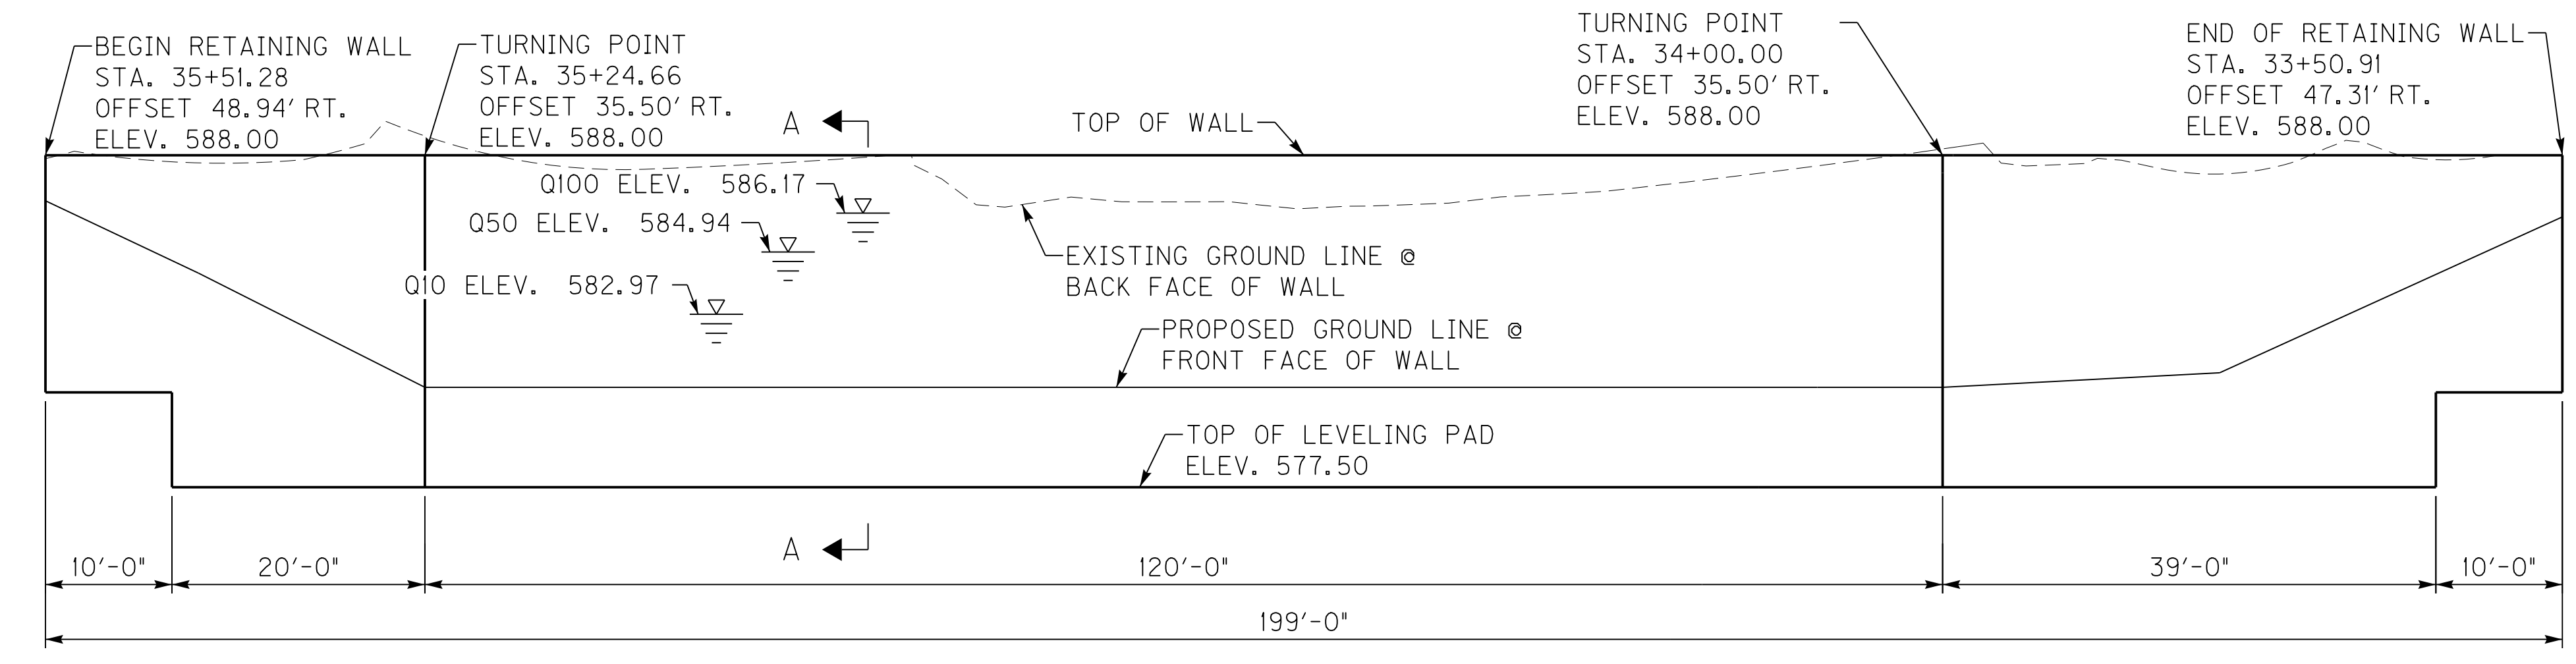 BEGIN RETAINING WALL
STA. 35+51.28
OFFSET 48.94' RT.
ELEV. 588.00
TURNING POINT
STA. 35+24.66
OFFSET 35.50' RT.
ELEV. 588.00
A
TOP OF WALL
TURNING POINT
STA. 34+00.00
OFFSET 35.50' RT.
ELEV. 588.00
END OF RETAINING WALL
STA. 33+50.91
OFFSET 47.31' RT.
ELEV. 588.00
Q100 ELEV. 586.17
Q50 ELEV. 584.94
Q10 ELEV. 582.97
EXISTING GROUND LINE @
BACK FACE OF WALL
PROPOSED GROUND LINE @
FRONT FACE OF WALL
TOP OF LEVELING PAD
ELEV. 577.50
A
10'-0"
20'-0"
120'-0"
39'-0"
10'-0"
199'-0"